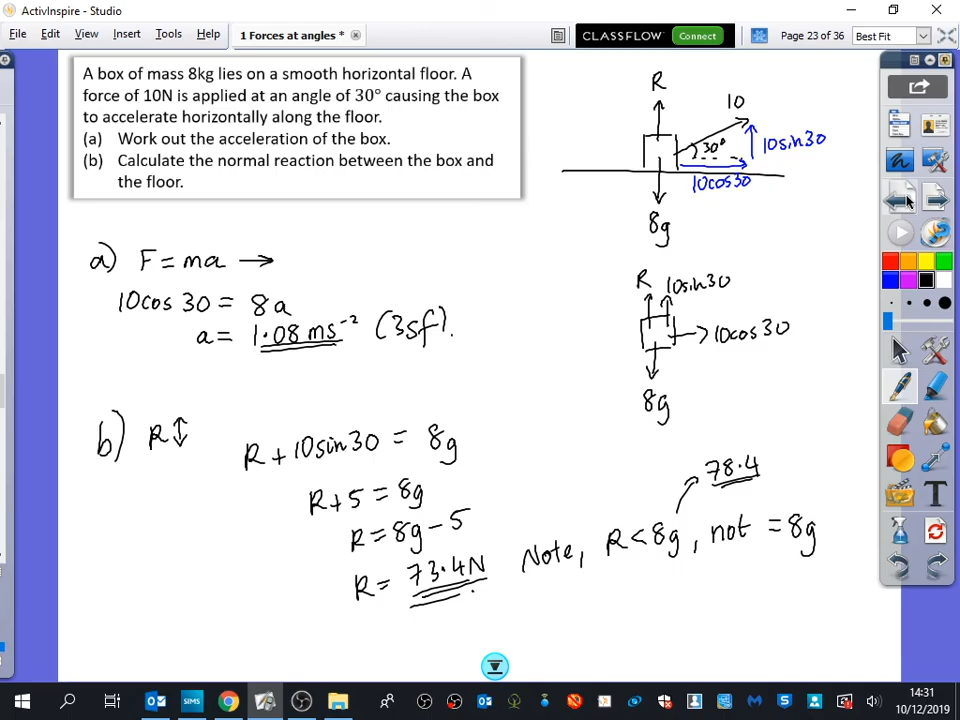 ActivInspire - Studio
File Edit View Insert Tools Help
1 Forces at angles *
CLASSFLOW Connect
Page 23 of 36
Best Fit
A box of mass 8kg lies on a smooth horizontal floor. A
force of 10N is applied at an angle of 30° causing the box
to accelerate horizontally along the floor.
(a) Work out the acceleration of the box.
(b) Calculate the normal reaction between the box and
the floor.
R
10
30°
10sin30
10cos30
8g
a) F = ma →
10cos 30 = 8a
a = 1.08 ms⁻² (3sf).
R 10sin30
10cos30
8g
b) R↕
R + 10sin30 = 8g
R + 5 = 8g
R = 8g - 5
R = 73.4N
78.4
Note, R < 8g, not = 8g
T
SIMS
14:31
10/12/2019